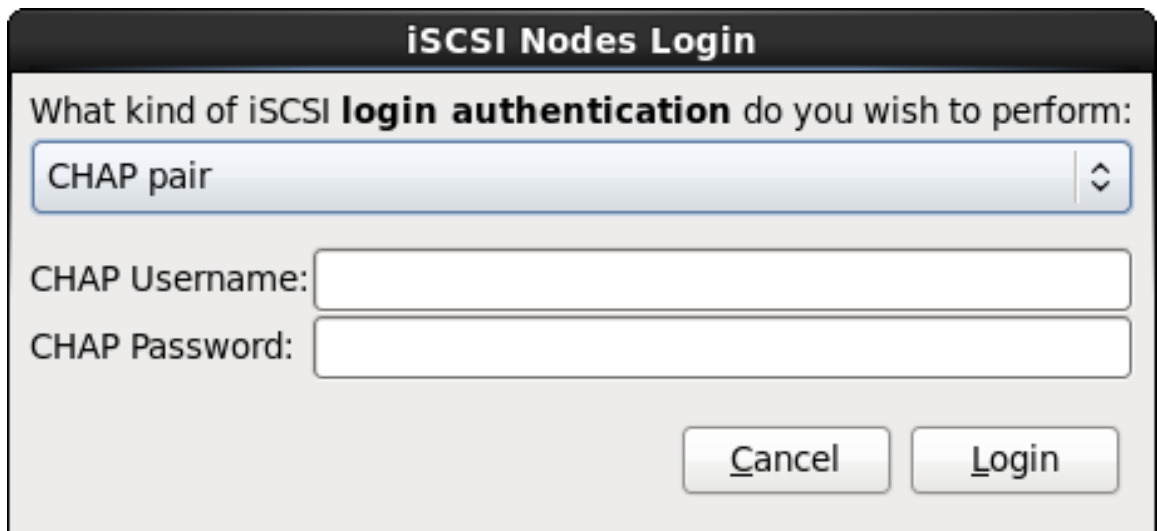 iSCSI Nodes Login
What kind of iSCSI login authentication do you wish to perform:
CHAP pair
CHAP Username:
CHAP Password:
Cancel Login